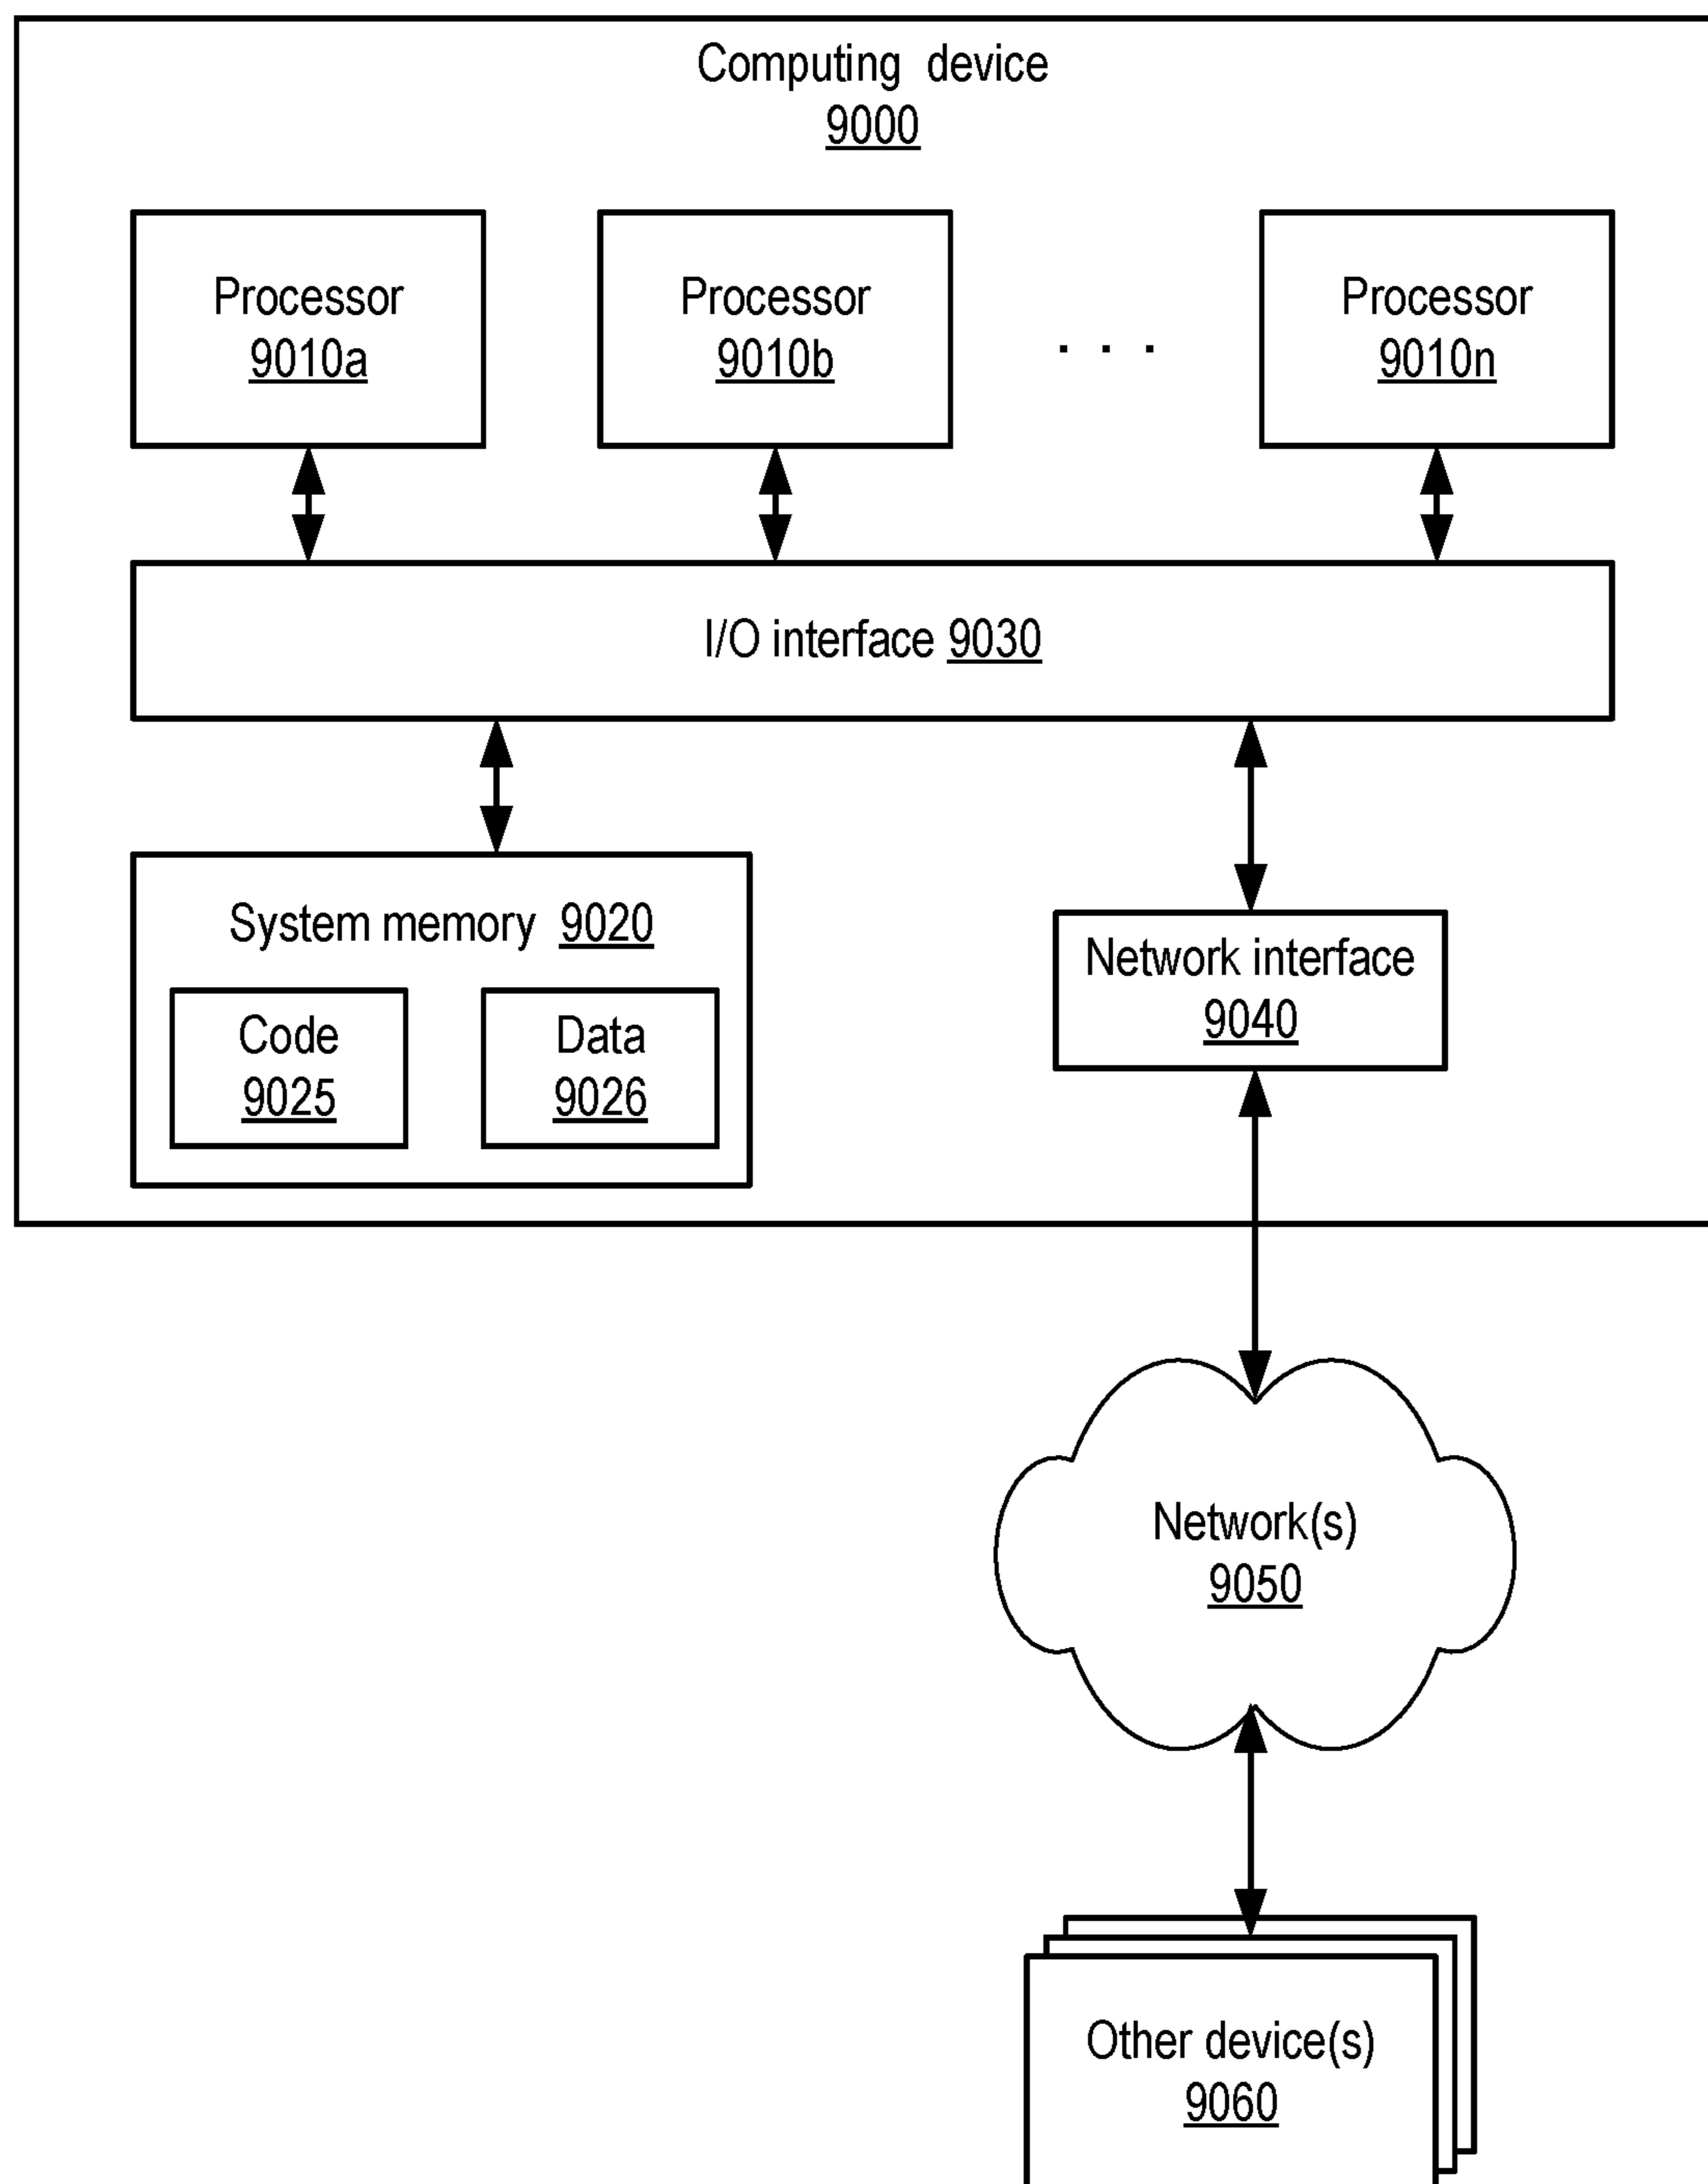 Computing device
9000
Processor
9010a
Processor
9010b
. . .
Processor
9010n
I/O interface 9030
System memory 9020
Code
9025
Data
9026
Network interface
9040
Network(s)
9050
Other device(s)
9060